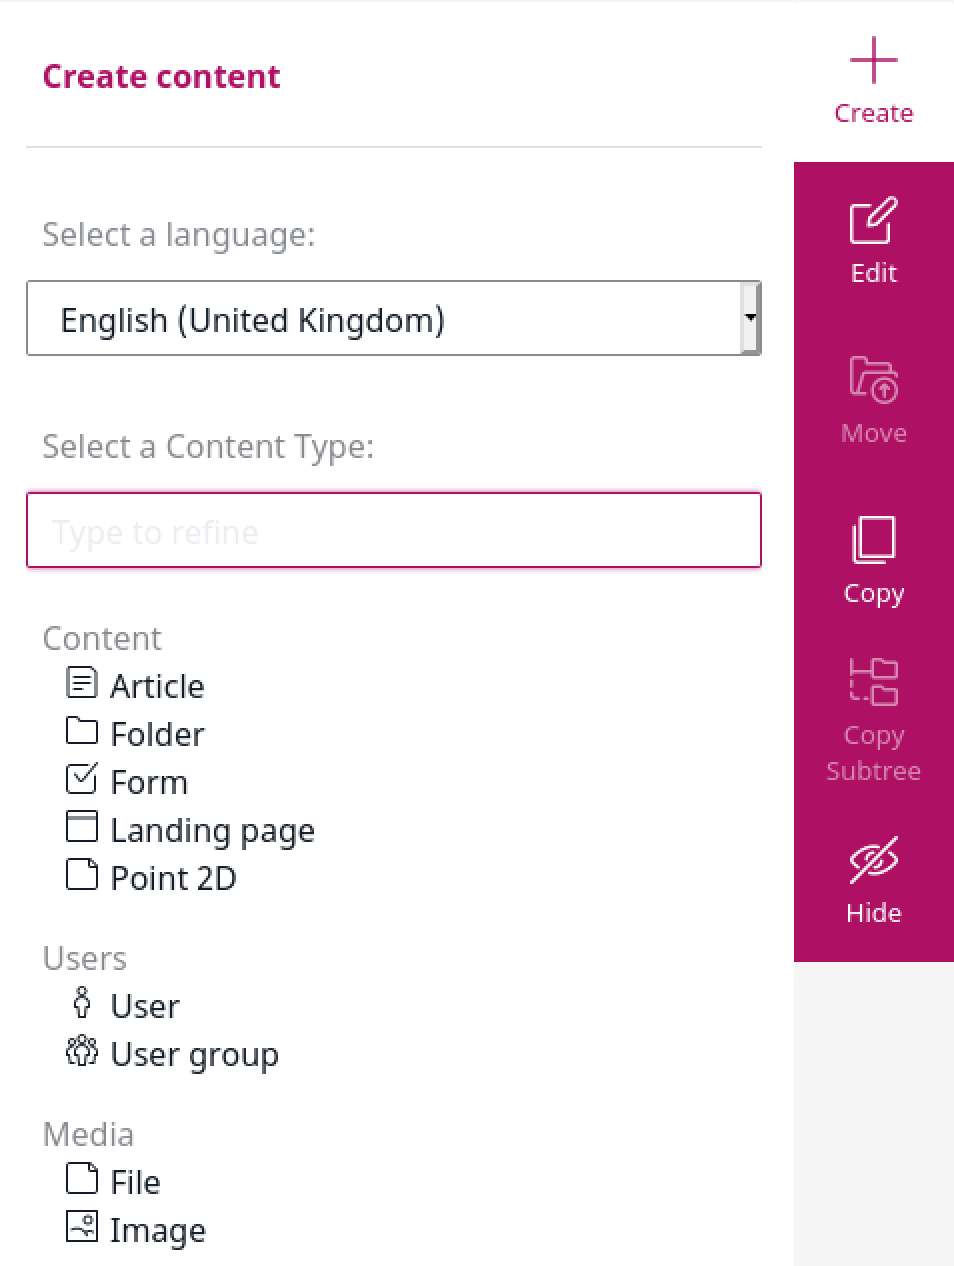 Create content
Select a language:
English (United Kingdom)
Select a Content Type:
Type to refine
Content
Article
Folder
Form
Landing page
Point 2D
Users
User
User group
Media
File
Image
Create
Edit
Move
Copy
Copy
Subtree
Hide